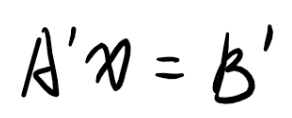 A'x = B'